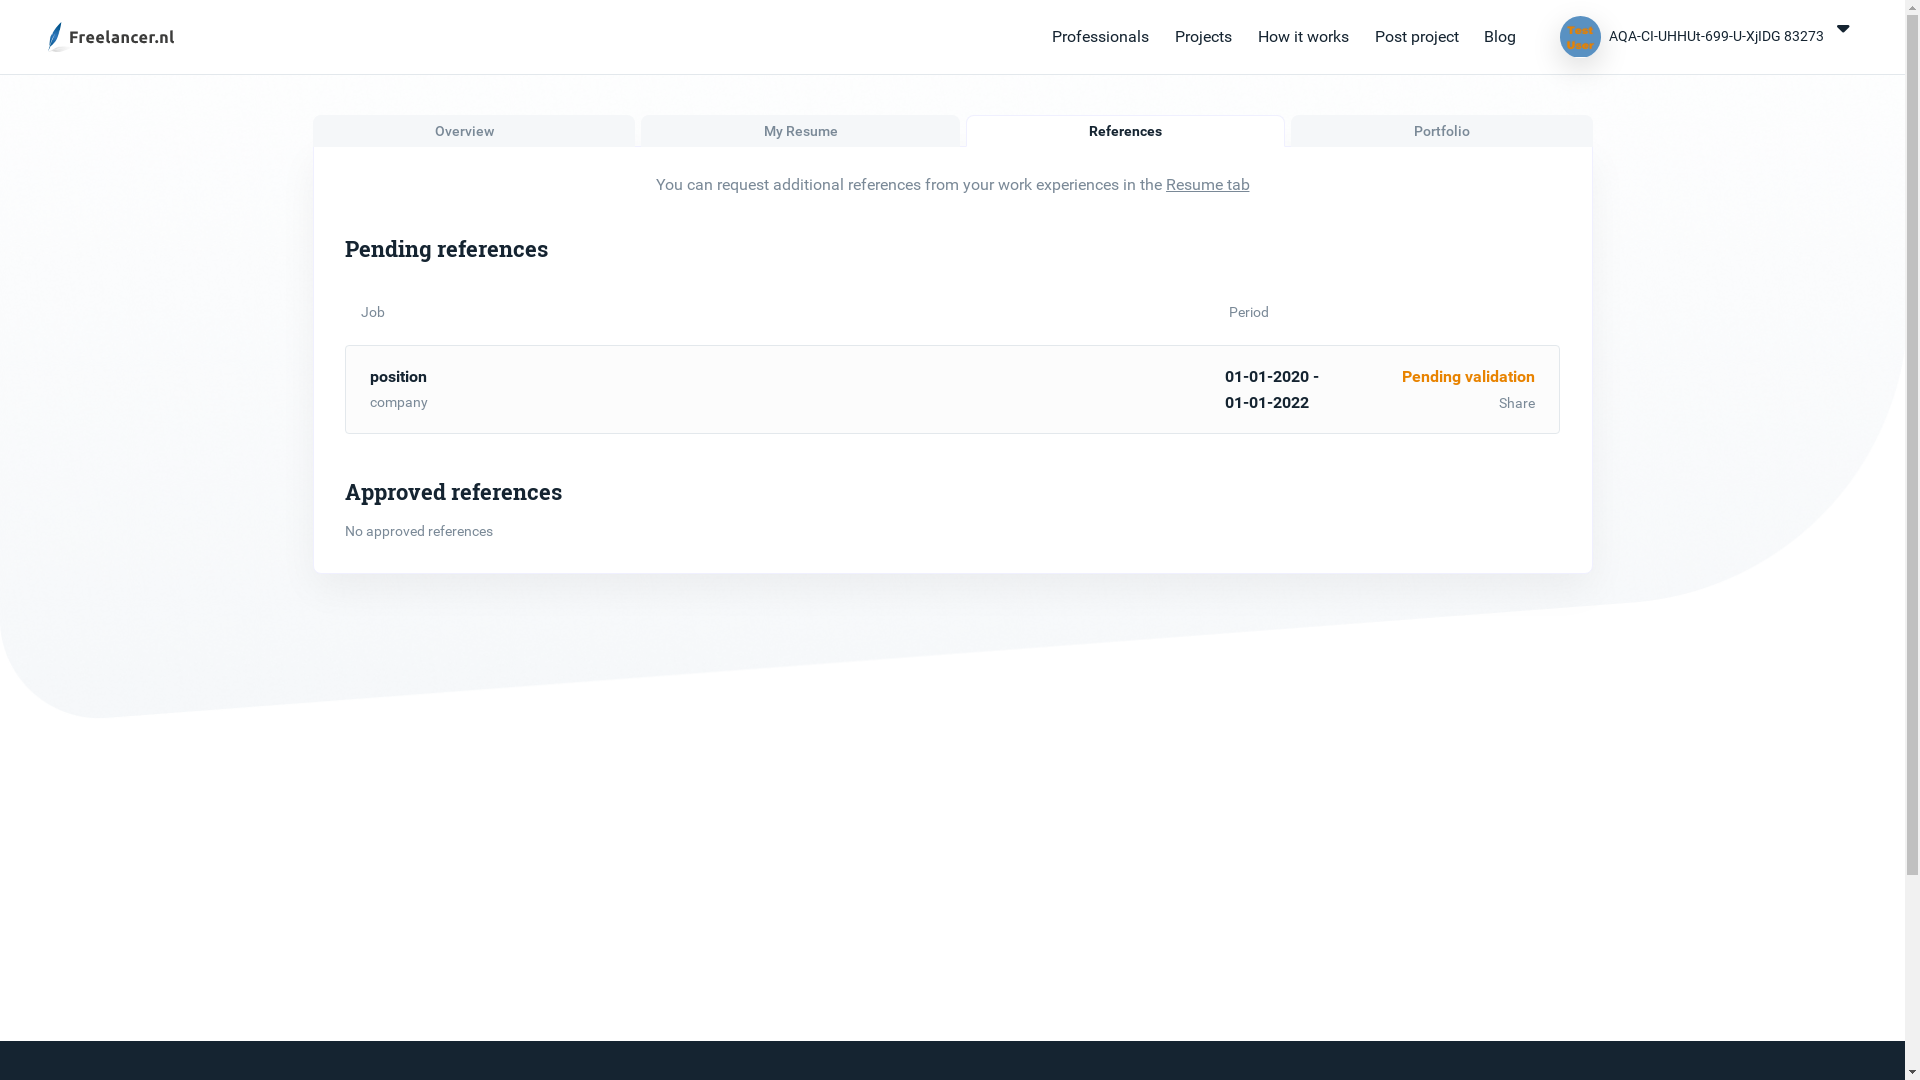 Freelancer.nl
Professionals
Projects
How it works
Post project
Blog
Test
User
AQA-CI-UHHUt-699-U-XjIDG 83273
Overview
My Resume
References
Portfolio
You can request additional references from your work experiences in the Resume tab
Pending references
Job
Period
position
company
01-01-2020 -
01-01-2022
Pending validation
Share
Approved references
No approved references